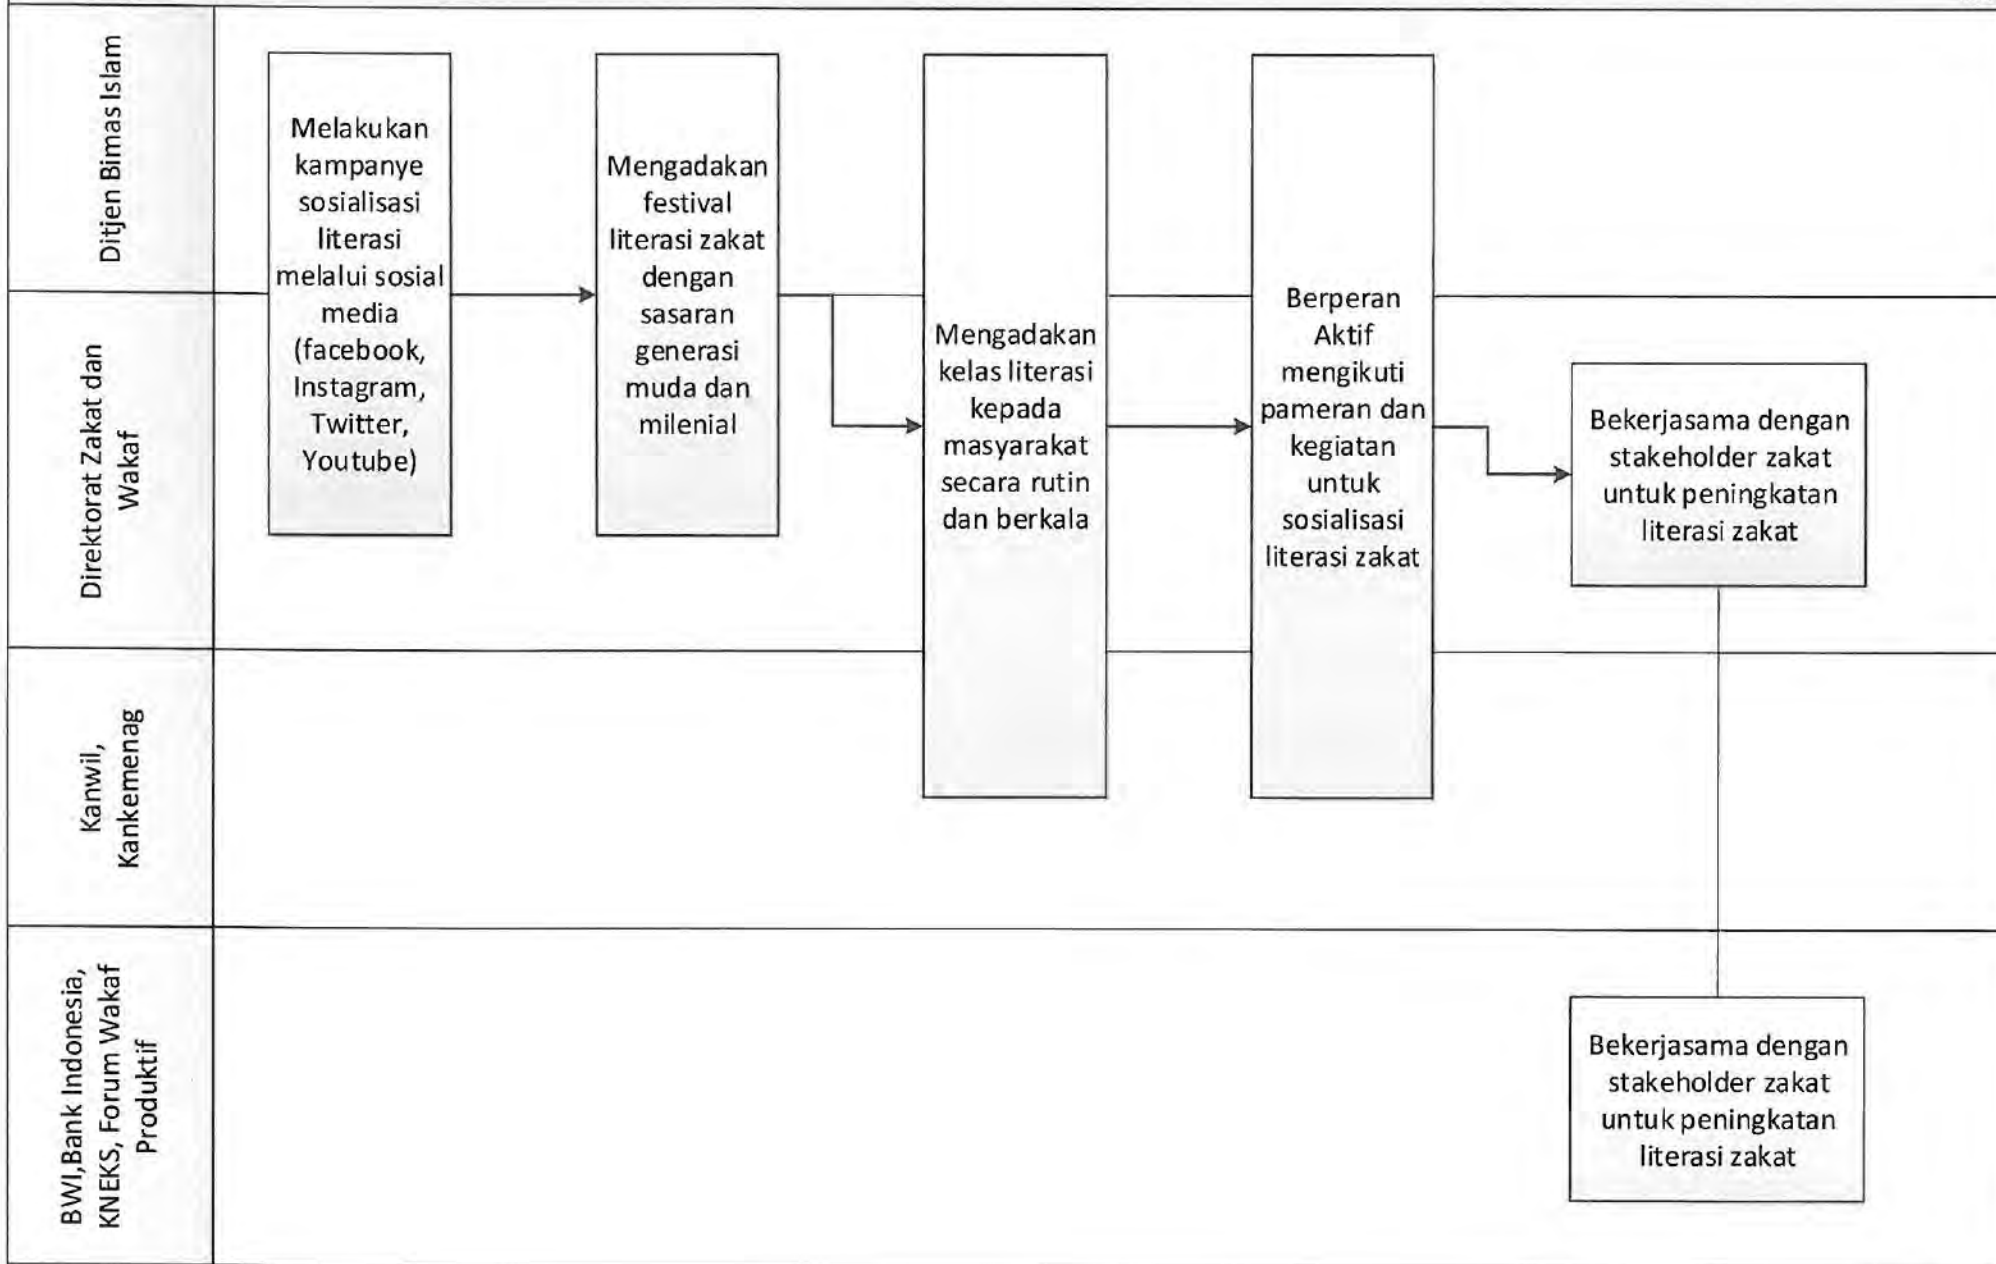 Ditjen Bimas Islam
Melakukan
kampanye
sosialisasi
literasi
melalui sosial
media
(facebook,
Instagram,
Twitter,
Youtube)
Mengadakan
festival
literasi zakat
dengan
sasaran
generasi
muda dan
milenial
Mengadakan
kelas literasi
kepada
masyarakat
secara rutin
dan berkala
Berperan
Aktif
mengikuti
pameran dan
kegiatan
untuk
sosialisasi
literasi zakat
Direktorat Zakat dan
Wakaf
Bekerjasama dengan
stakeholder zakat
untuk peningkatan
literasi zakat
Kanwil,
Kankemenag
BWI,Bank Indonesia,
KNEKS, Forum Wakaf
Produktif
Bekerjasama dengan
stakeholder zakat
untuk peningkatan
literasi zakat